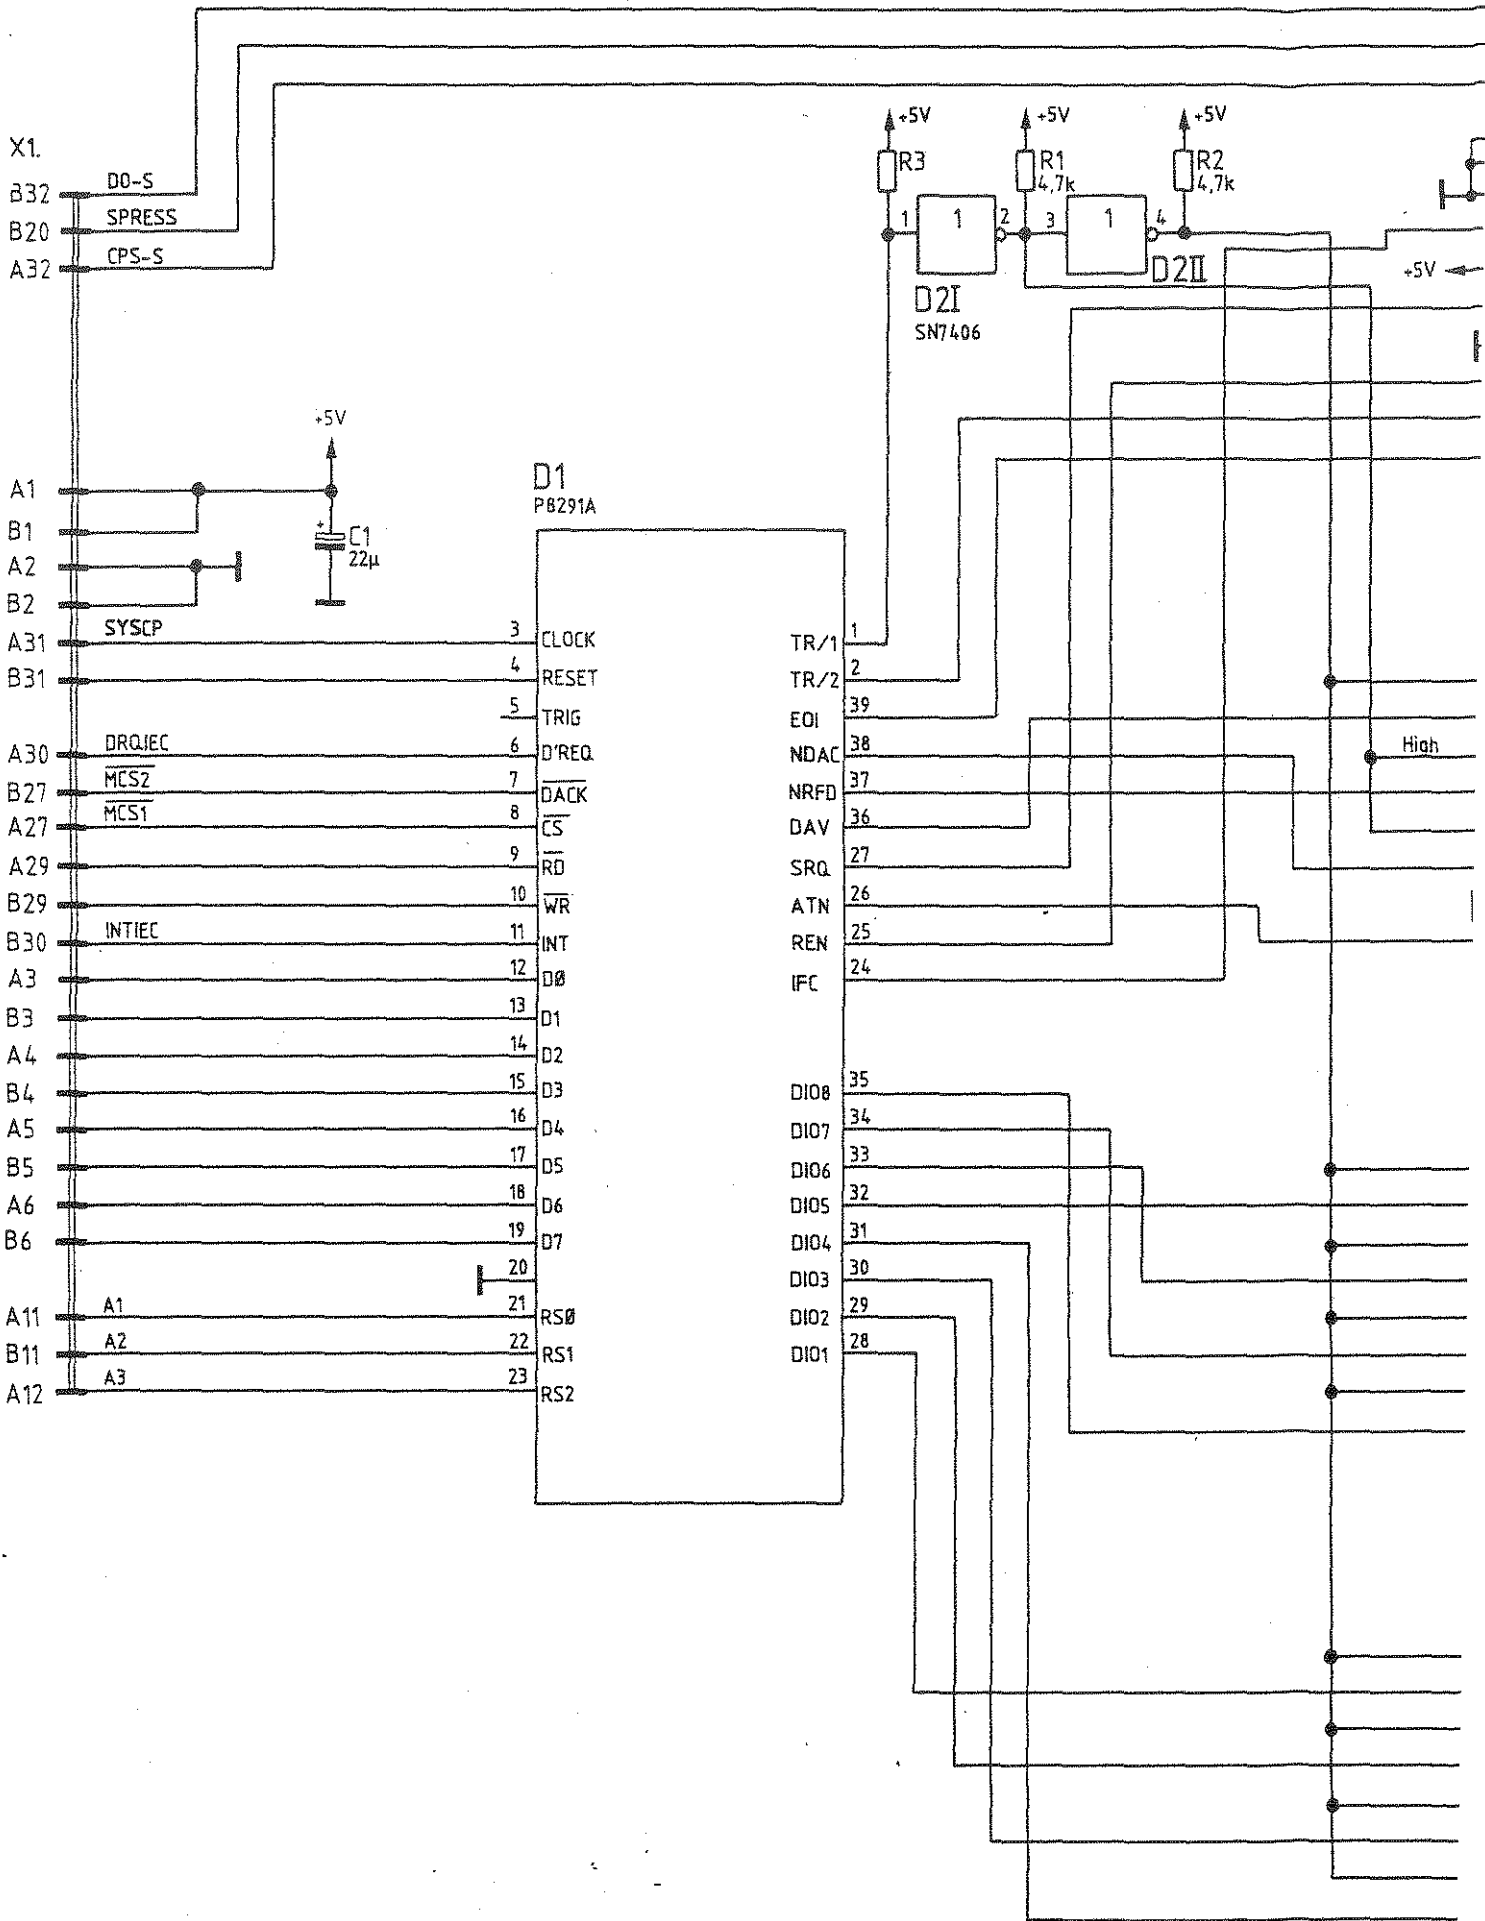 +5V +5V +5V
X1.
R3 R1 R2
4,7k 4,7k
B32 DO-S
B20 SPRESS
1 1 2 3 1 4
A32 CPS-S
D2I D2II +5V
SN7406
+5V
A1
B1
C1
22µ
A2
B2
D1
P8291A
A31 SYSCP 3 CLOCK TR/1 1
B31 4 RESET TR/2 2
5 TRIG EOI 39
A30 DRQIEC 6 D'REQ NDAC 38 High
B27 MCS2 7 DACK NRFD 37
A27 MCS1 8 CS DAV 36
A29 9 RD SRQ 27
B29 10 WR ATN 26
B30 INTIEC 11 INT REN 25
A3 12 DØ IFC 24
B3 13 D1
A4 14 D2
B4 15 D3 DIO8 35
A5 16 D4 DIO7 34
B5 17 D5 DIO6 33
A6 18 D6 DIO5 32
B6 19 D7 DIO4 31
20 DIO3 30
A11 A1 21 RSØ DIO2 29
B11 A2 22 RS1 DIO1 28
A12 A3 23 RS2